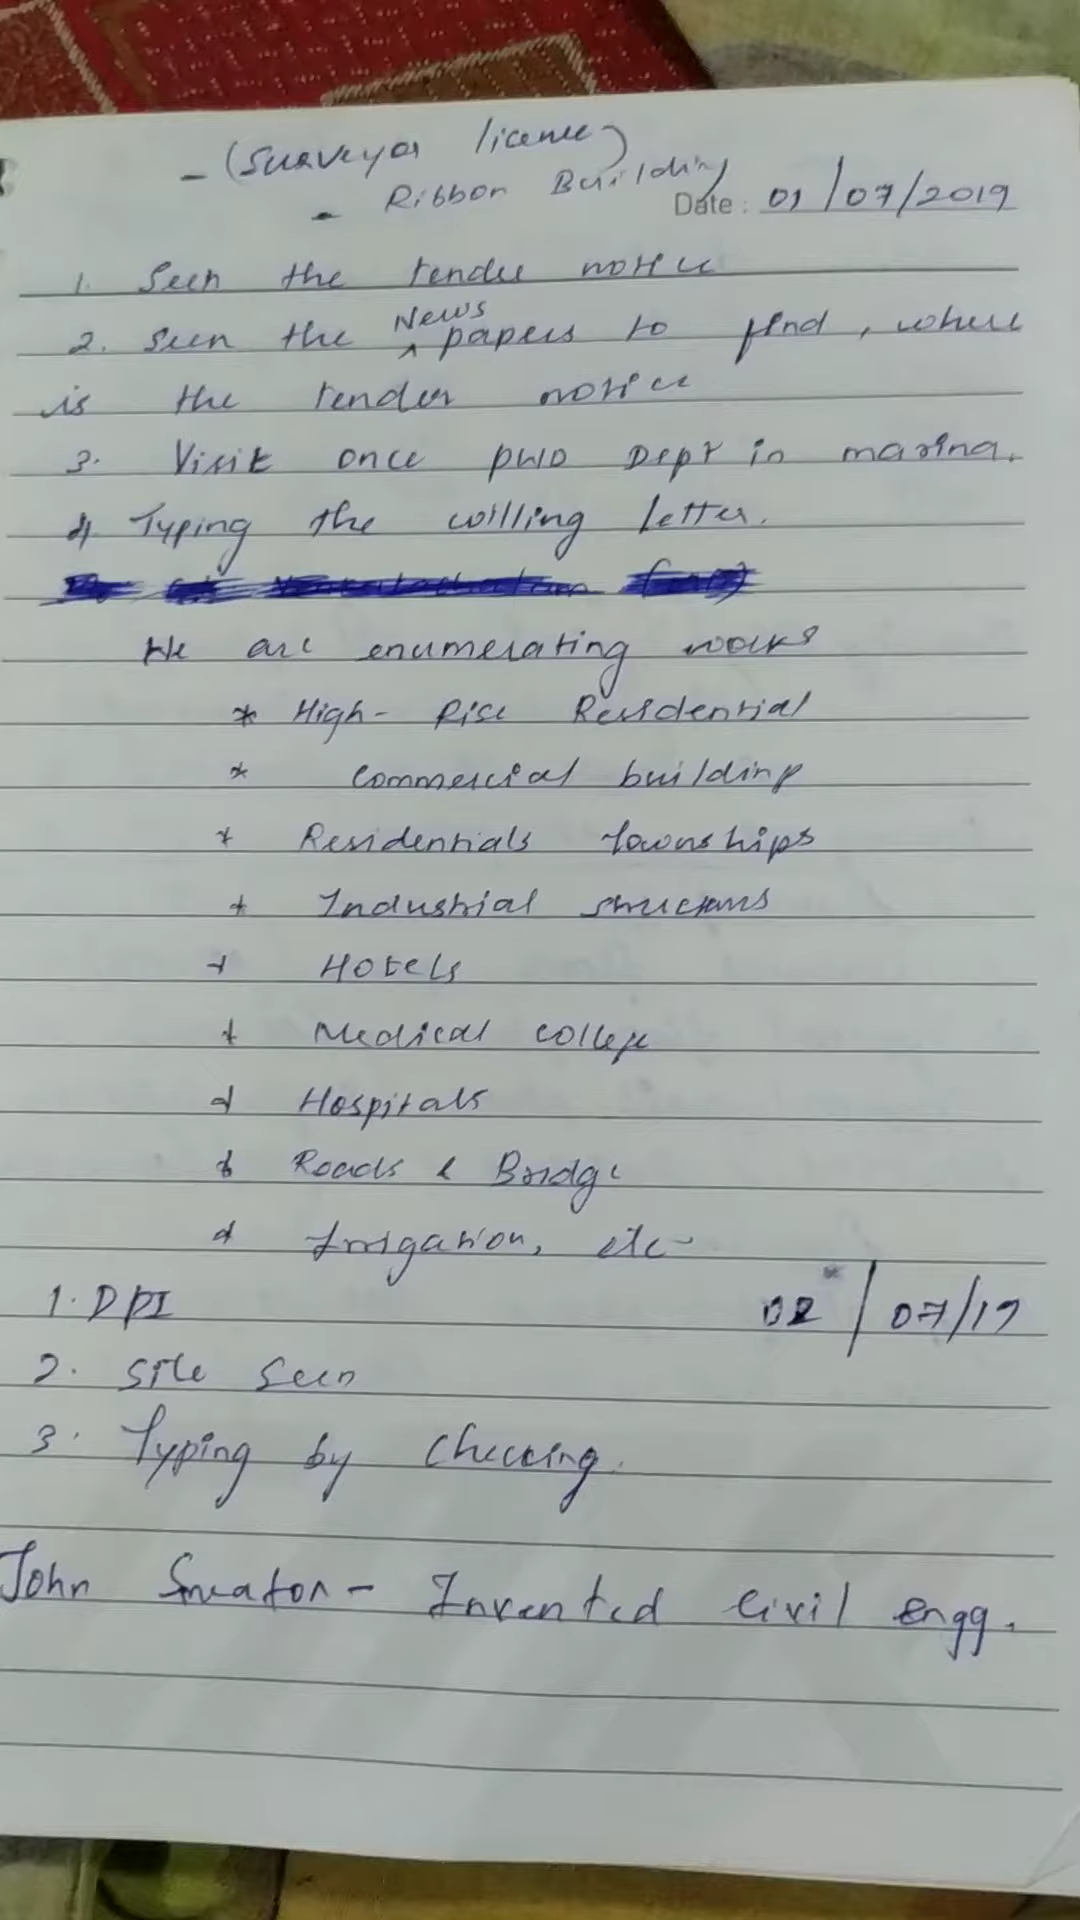 - (Surveyor license)
- Ribbon Building
Date: 01/07/2019
1. Seen the tender notice
2. Seen the News papers to find, where
is the tender notice
3. Visit once PWD Dept in marina.
4 Typing the willing letter.
We are enumerating works
* High-Rise Residential
* Commercial building
* Residentials townships
* Industrial structures
* Hotels
* Medical college
* Hospitals
* Roads & Bridge
* Irrigation, etc-
1. DPI 02/07/19
2. Site seen
3. Typing by checking.
John Smeaton - Invented Civil Engg.